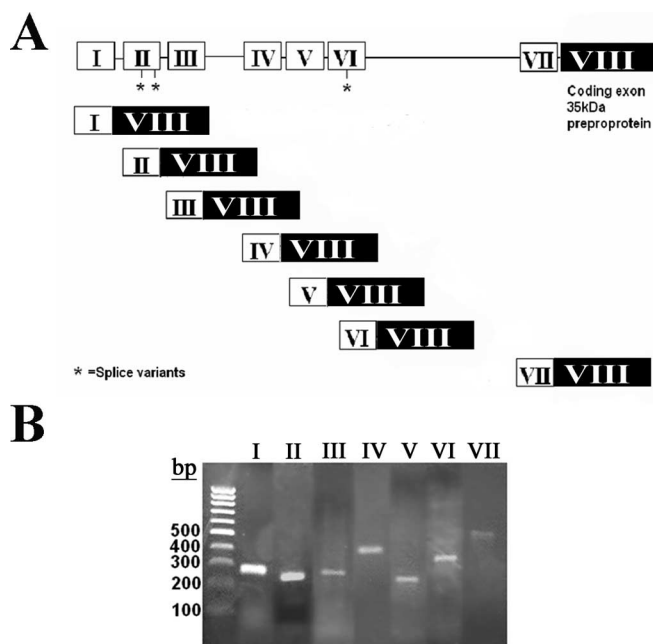 A
I II III IV V VI VII VIII
* * *
Coding exon
35kDa
preproprotein
I VIII
II VIII
III VIII
IV VIII
V VIII
VI VIII
* =Splice variants
VII VIII
B
bp I II III IV V VI VII
500
400
300
200
100